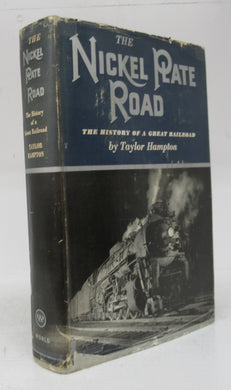 THE
NICKEL PLATE
ROAD
THE HISTORY OF A GREAT RAILROAD
by Taylor Hampton
THE
NICKEL
PLATE
ROAD
The History
of a
Great Railroad
TAYLOR
HAMPTON
WORLD